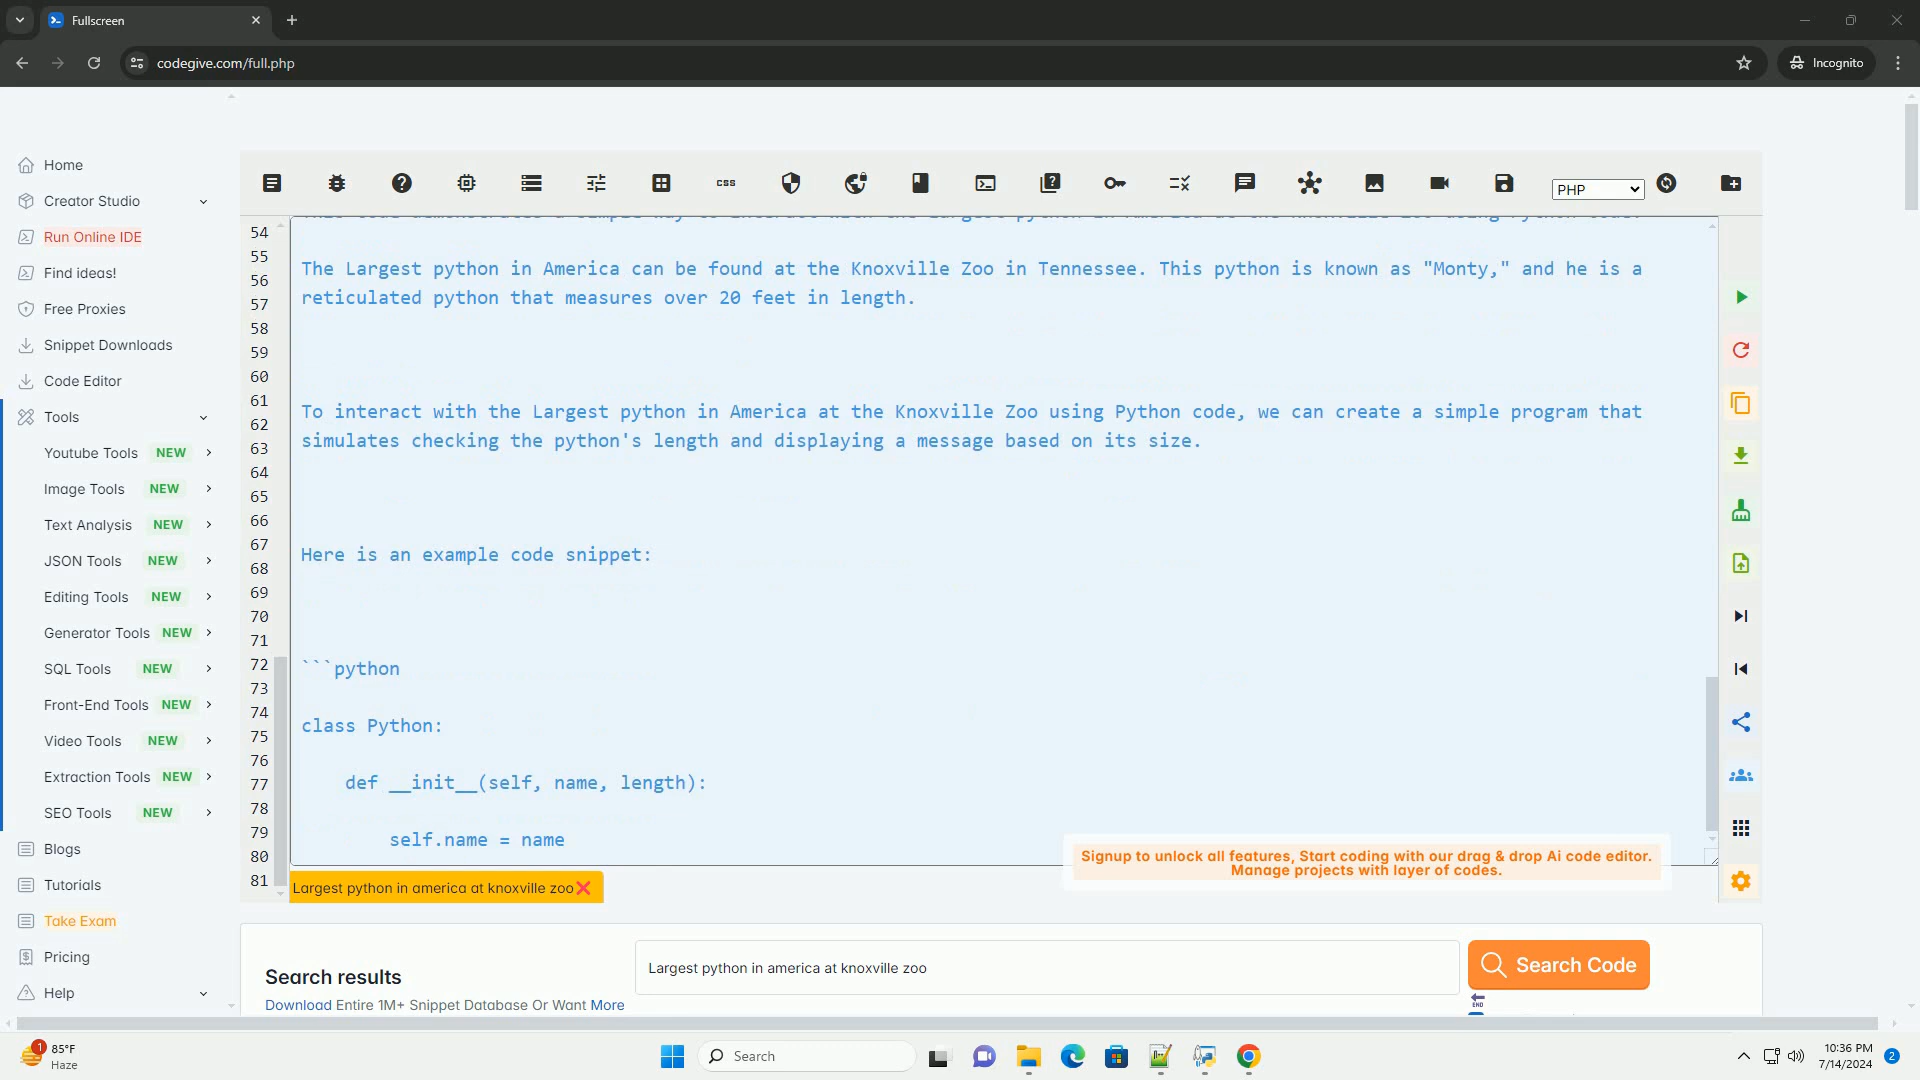 Fullscreen
codegive.com/full.php
Incognito
Home
Creator Studio
Run Online IDE
Find ideas!
Free Proxies
Snippet Downloads
Code Editor
Tools
Youtube Tools NEW
Image Tools NEW
Text Analysis NEW
JSON Tools NEW
Editing Tools NEW
Generator Tools NEW
SQL Tools NEW
Front-End Tools NEW
Video Tools NEW
Extraction Tools NEW
SEO Tools NEW
Blogs
Tutorials
Take Exam
Pricing
Help
css
PHP
54
55
56
57
58
59
60
61
62
63
64
65
66
67
68
69
70
71
72
73
74
75
76
77
78
79
80
81
The Largest python in America can be found at the Knoxville Zoo in Tennessee. This python is known as "Monty," and he is a
reticulated python that measures over 20 feet in length.
To interact with the Largest python in America at the Knoxville Zoo using Python code, we can create a simple program that
simulates checking the python's length and displaying a message based on its size.
Here is an example code snippet:
```python
class Python:
def __init__(self, name, length):
self.name = name
Signup to unlock all features, Start coding with our drag & drop Ai code editor.
Manage projects with layer of codes.
Largest python in america at knoxville zoo
Search results
Download Entire 1M+ Snippet Database Or Want More
Largest python in america at knoxville zoo
Search Code
END
1
85°F
Haze
Search
10:36 PM
7/14/2024
2